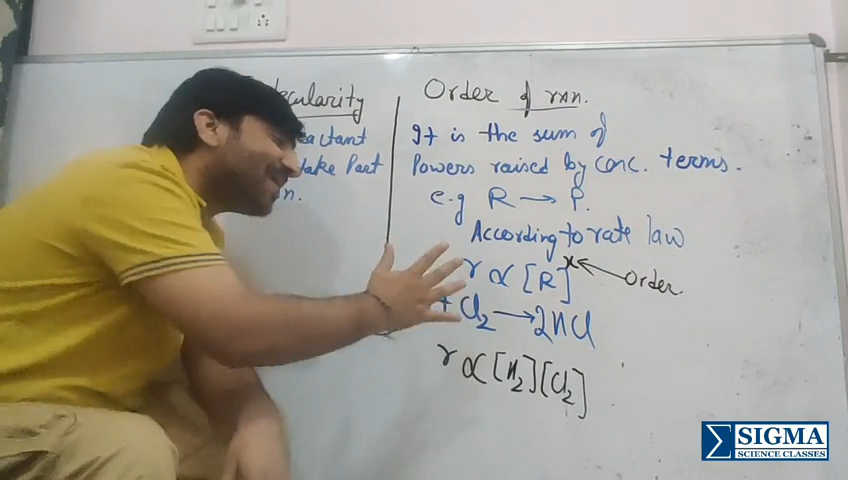 Order of rxn.
eactant
take Part
n.
It is the sum of
Powers raised by conc. terms.
e.g R → P.
According to rate law
r ∝ [R]ˣ ← Order
+ Cl₂ → 2HCl
r ∝ [H₂][Cl₂]
SIGMA
SCIENCE CLASSES